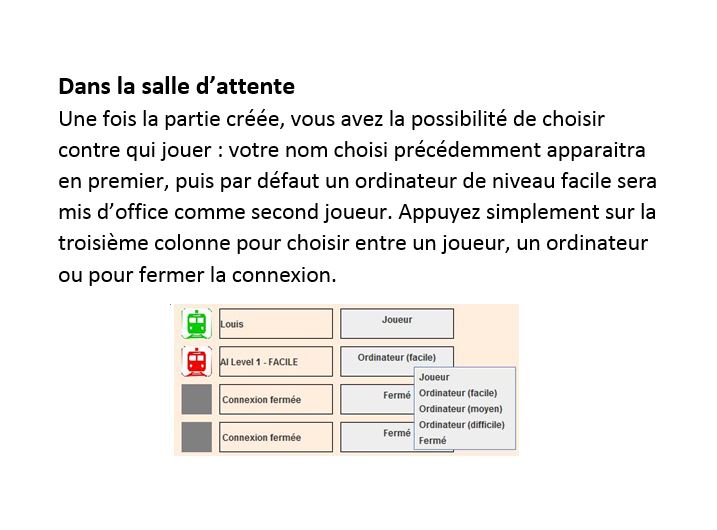 Dans la salle d’attente
Une fois la partie créée, vous avez la possibilité de choisir
contre qui jouer : votre nom choisi précédemment apparaitra
en premier, puis par défaut un ordinateur de niveau facile sera
mis d’office comme second joueur. Appuyez simplement sur la
troisième colonne pour choisir entre un joueur, un ordinateur
ou pour fermer la connexion.
Louis Joueur
AI Level 1 - FACILE Ordinateur (facile)
Connexion fermée Fermé
Connexion fermée Fermé
Joueur
Ordinateur (facile)
Ordinateur (moyen)
Ordinateur (difficile)
Fermé